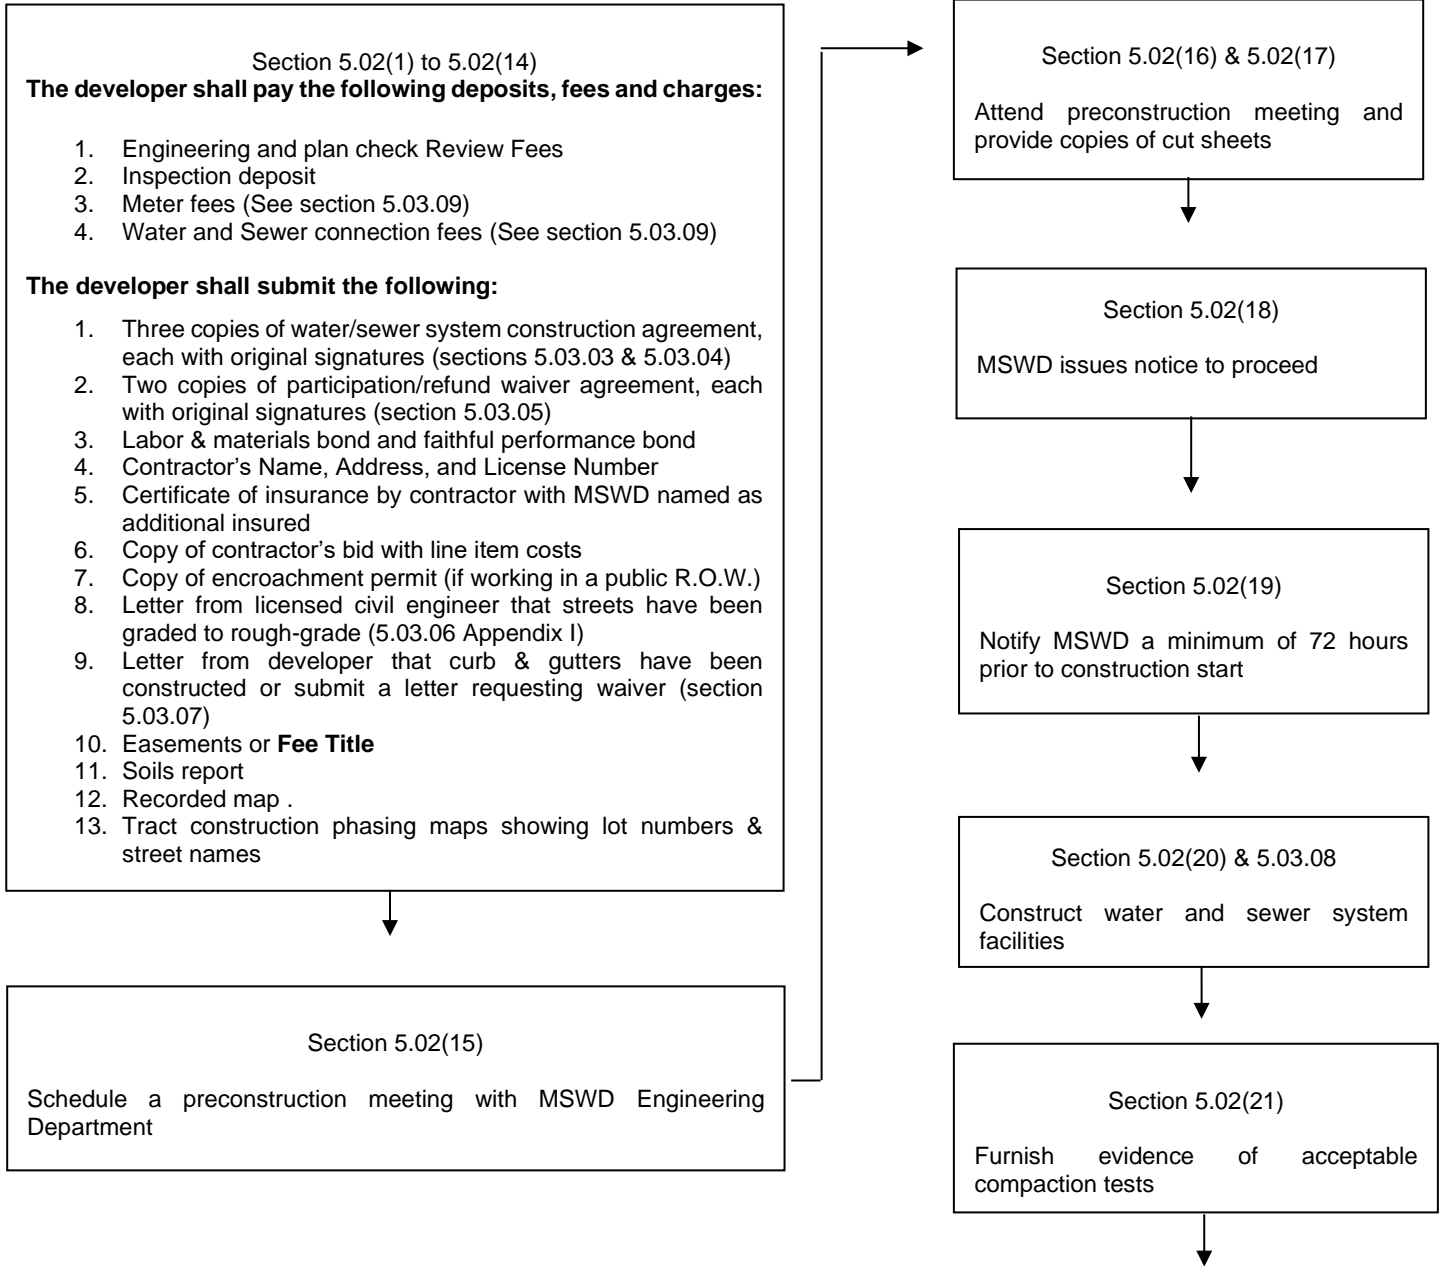 Section 5.02(1) to 5.02(14)
The developer shall pay the following deposits, fees and charges:
1. Engineering and plan check Review Fees
2. Inspection deposit
3. Meter fees (See section 5.03.09)
4. Water and Sewer connection fees (See section 5.03.09)
The developer shall submit the following:
1. Three copies of water/sewer system construction agreement,
each with original signatures (sections 5.03.03 & 5.03.04)
2. Two copies of participation/refund waiver agreement, each
with original signatures (section 5.03.05)
3. Labor & materials bond and faithful performance bond
4. Contractor's Name, Address, and License Number
5. Certificate of insurance by contractor with MSWD named as
additional insured
6. Copy of contractor's bid with line item costs
7. Copy of encroachment permit (if working in a public R.O.W.)
8. Letter from licensed civil engineer that streets have been
graded to rough-grade (5.03.06 Appendix I)
9. Letter from developer that curb & gutters have been
constructed or submit a letter requesting waiver (section
5.03.07)
10. Easements or Fee Title
11. Soils report
12. Recorded map .
13. Tract construction phasing maps showing lot numbers &
street names
Section 5.02(15)
Schedule a preconstruction meeting with MSWD Engineering
Department
Section 5.02(16) & 5.02(17)
Attend preconstruction meeting and
provide copies of cut sheets
Section 5.02(18)
MSWD issues notice to proceed
Section 5.02(19)
Notify MSWD a minimum of 72 hours
prior to construction start
Section 5.02(20) & 5.03.08
Construct water and sewer system
facilities
Section 5.02(21)
Furnish evidence of acceptable
compaction tests